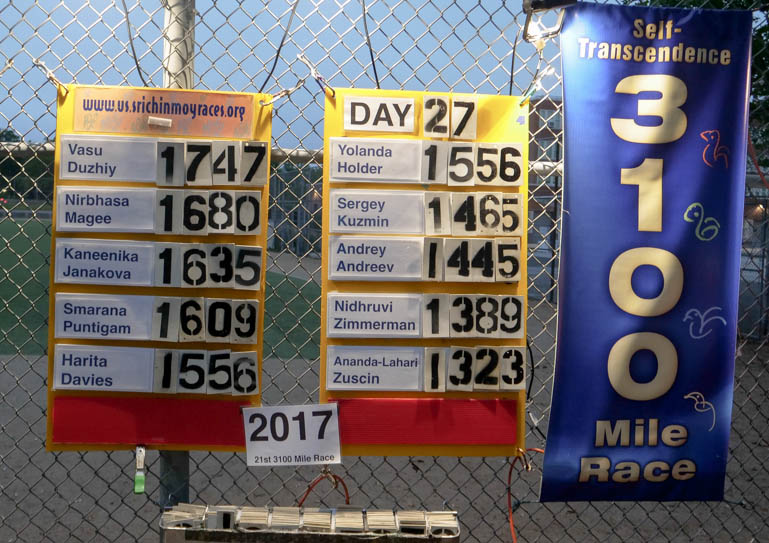 www.us.srichinmoyraces.org
Vasu
Duzhiy 1747
Nirbhasa
Magee 1680
Kaneenika
Janakova 1635
Smarana
Puntigam 1609
Harita
Davies 1556
DAY 27
Yolanda
Holder 1556
Sergey
Kuzmin 1465
Andrey
Andreev 1445
Nidhruvi
Zimmerman 1389
Ananda-Lahari
Zuscin 1323
2017
21st 3100 Mile Race
Self-
Transcendence
3
1
0
0
Mile
Race